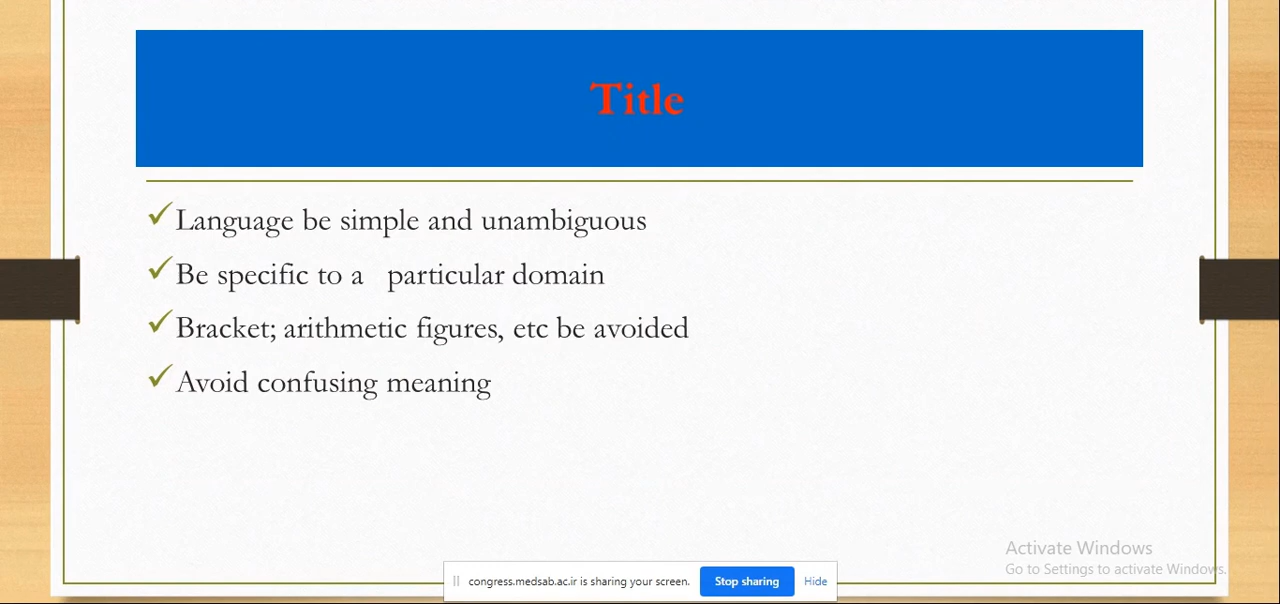 Title
Language be simple and unambiguous
Be specific to a particular domain
Bracket; arithmetic figures, etc be avoided
Avoid confusing meaning
Activate Windows
Go to Settings to activate Windows.
congress.medsab.ac.ir is sharing your screen. Stop sharing Hide